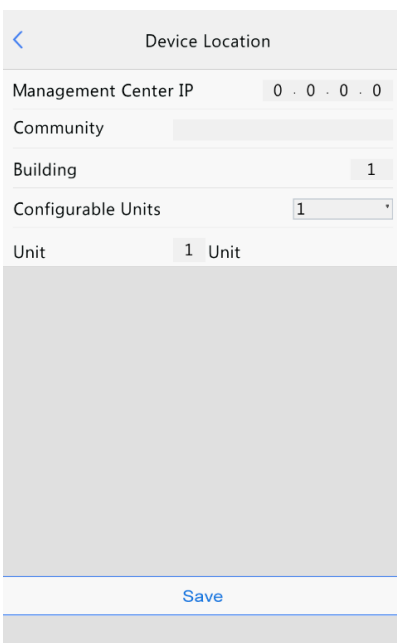 Device Location
Management Center IP 0 . 0 . 0 . 0
Community
Building 1
Configurable Units 1
Unit 1 Unit
Save